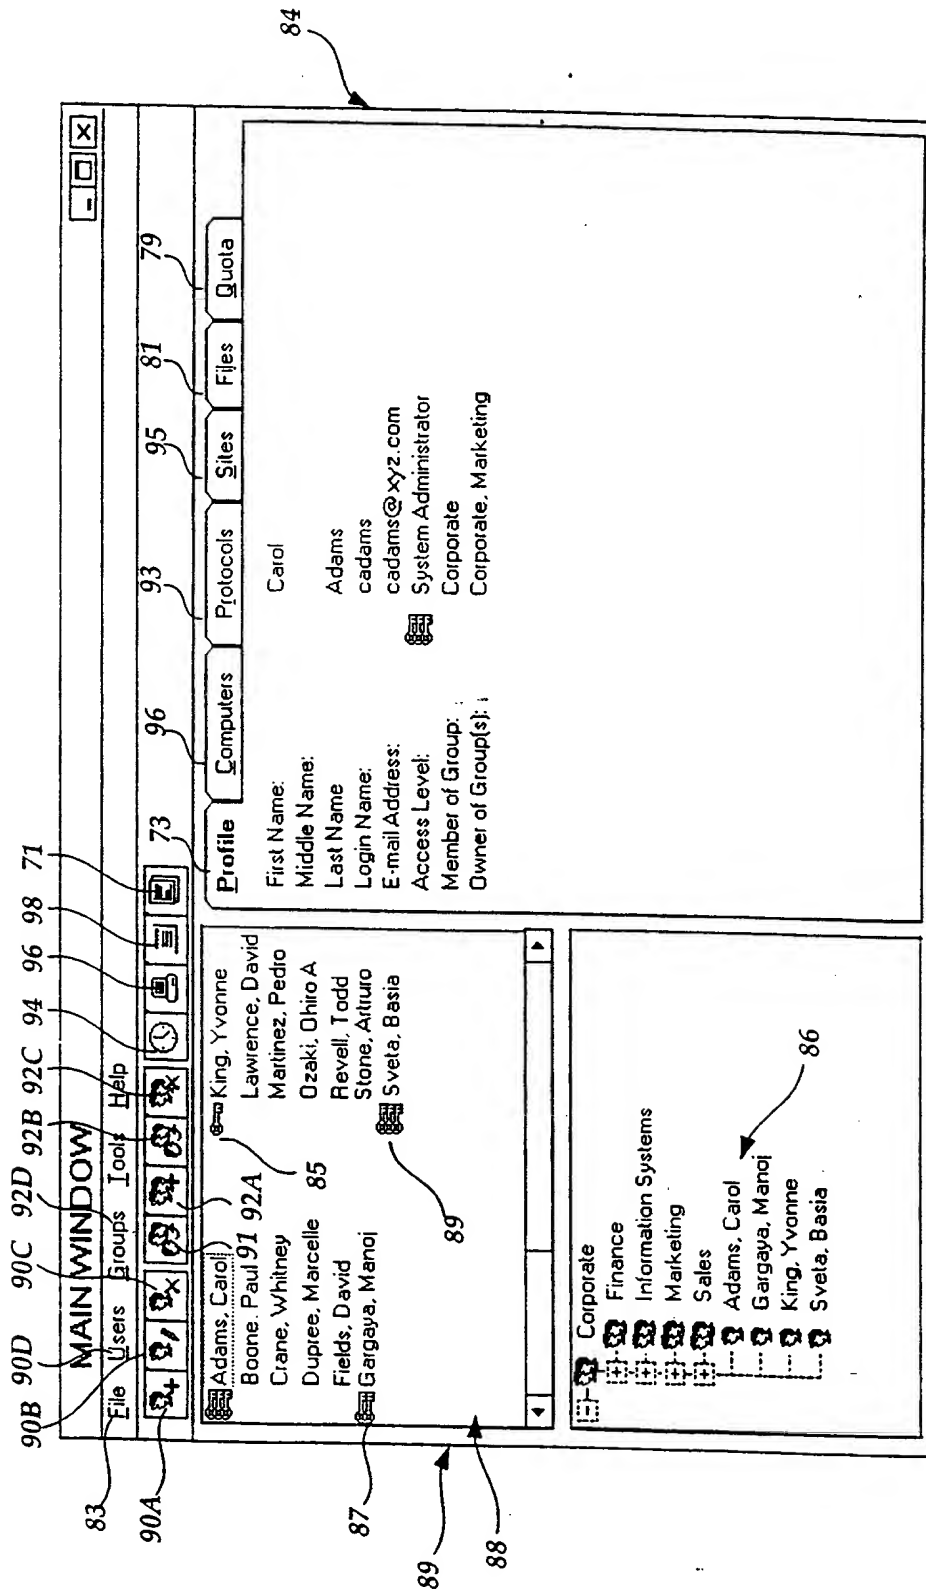 MAIN WINDOW
File Users Groups Tools Help
83
90A
90B
90D
90C
92D
92B
92C
94
96
98
71
73
96
93
95
81
79
84
91
92A
Profile
Computers
Protocols
Sites
Files
Quota
Adams, Carol
Boone. Paul
Crane, Whitney
Dupree, Marcelle
Fields, David
Gargaya, Manoj
King, Yvonne
Lawrence, David
Martinez, Pedro
Ozaki, Ohiro A
Revell, Todd
Stone, Artruro
Sveta, Basia
85
89
87
88
89
First Name: Carol
Middle Name:
Last Name Adams
Login Name: cadams
E-mail Address: cadams@xyz.com
Access Level: System Administrator
Member of Group: Corporate
Owner of Group(s): Corporate, Marketing
Corporate
Finance
Information Systems
Marketing
Sales
Adams, Carol
Gargaya, Manoj
King, Yvonne
Sveta, Basia
86